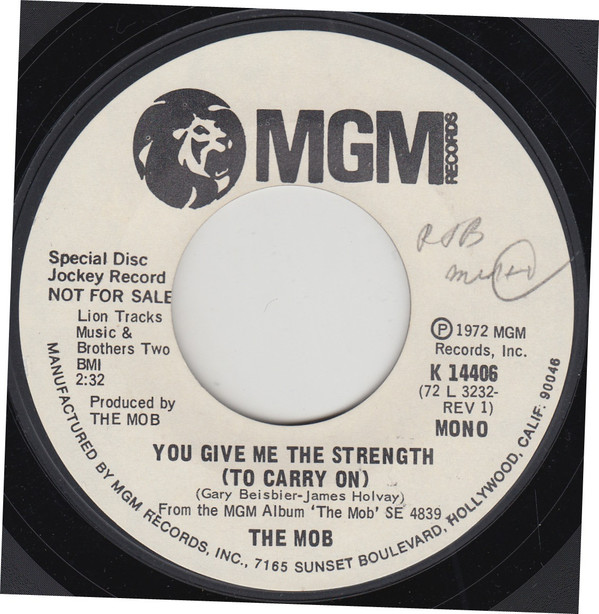 MGM RECORDS
Special Disc
Jockey Record
NOT FOR SALE
Lion Tracks
Music &
Brothers Two
BMI
2:32
Produced by
THE MOB
Ⓟ 1972 MGM
Records, Inc.
K 14406
(72 L 3232-
REV 1)
MONO
YOU GIVE ME THE STRENGTH
(TO CARRY ON)
(Gary Beisbier-James Holvay)
From the MGM Album 'The Mob' SE 4839
THE MOB
MANUFACTURED BY MGM RECORDS, INC., 7165 SUNSET BOULEVARD, HOLLYWOOD, CALIF. 90046